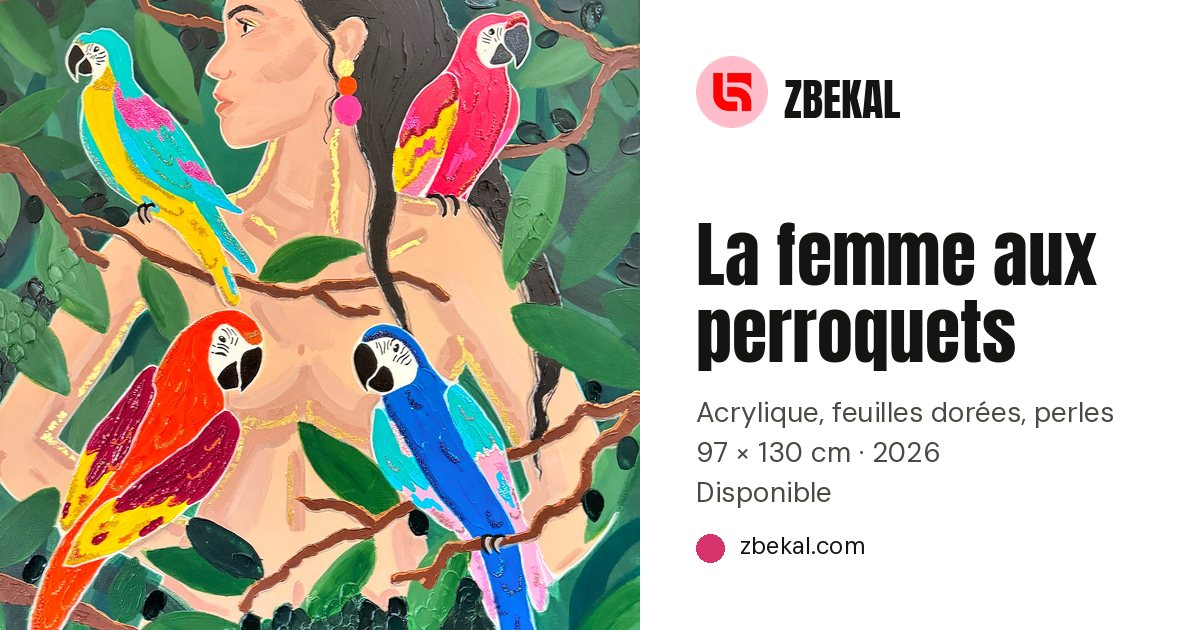 ZBEKAL
La femme aux
perroquets
Acrylique, feuilles dorées, perles
97 × 130 cm · 2026
Disponible
zbekal.com